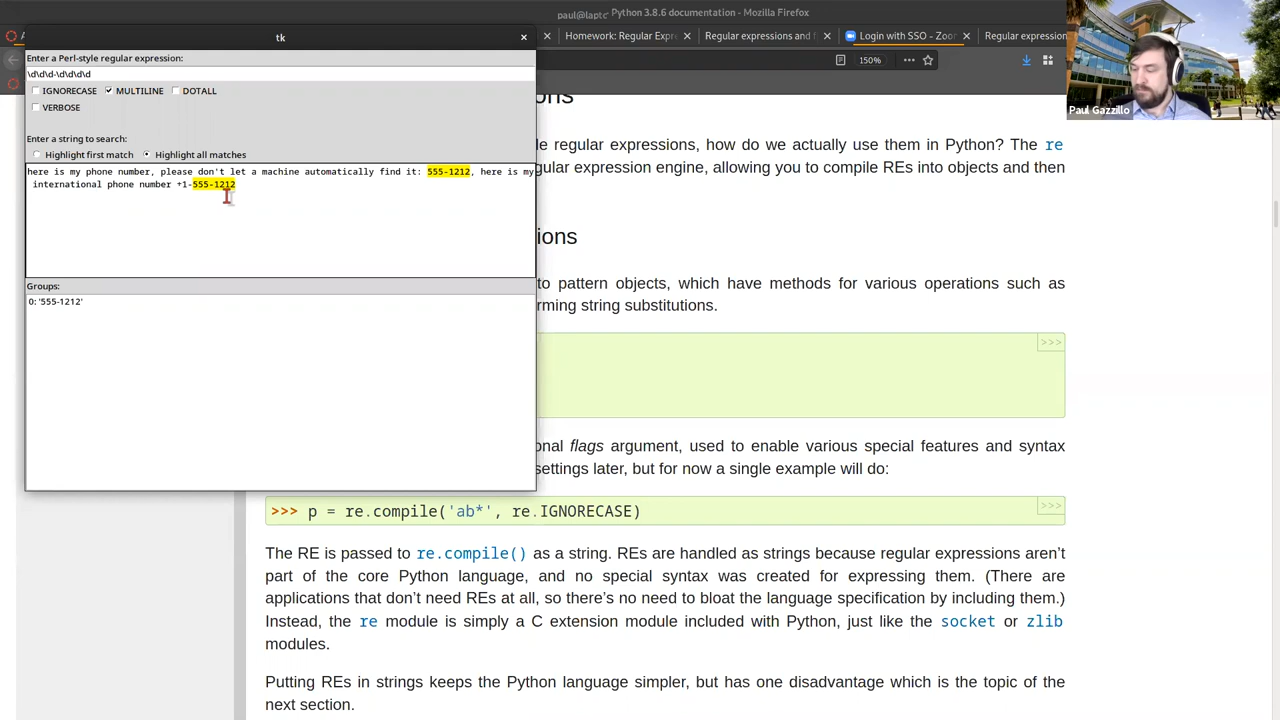 paul@laptc Python 3.8.6 documentation - Mozilla Firefox
tk
Homework: Regular Expre
Regular expressions and f
Login with SSO - Zoom
Regular expression
150%
Enter a Perl-style regular expression:
\d\d\d-\d\d\d\d
IGNORECASE MULTILINE DOTALL
VERBOSE
Enter a string to search:
Highlight first match Highlight all matches
here is my phone number, please don't let a machine automatically find it: 555-1212, here is my
international phone number +1-555-1212
Groups:
0: '555-1212'
Paul Gazzillo
ons
le regular expressions, how do we actually use them in Python? The re
gular expression engine, allowing you to compile REs into objects and then
ions
to pattern objects, which have methods for various operations such as
rming string substitutions.
>>>
onal flags argument, used to enable various special features and syntax
settings later, but for now a single example will do:
>>> p = re.compile('ab*', re.IGNORECASE)
>>>
The RE is passed to re.compile() as a string. REs are handled as strings because regular expressions aren't
part of the core Python language, and no special syntax was created for expressing them. (There are
applications that don't need REs at all, so there's no need to bloat the language specification by including them.)
Instead, the re module is simply a C extension module included with Python, just like the socket or zlib
modules.
Putting REs in strings keeps the Python language simpler, but has one disadvantage which is the topic of the
next section.